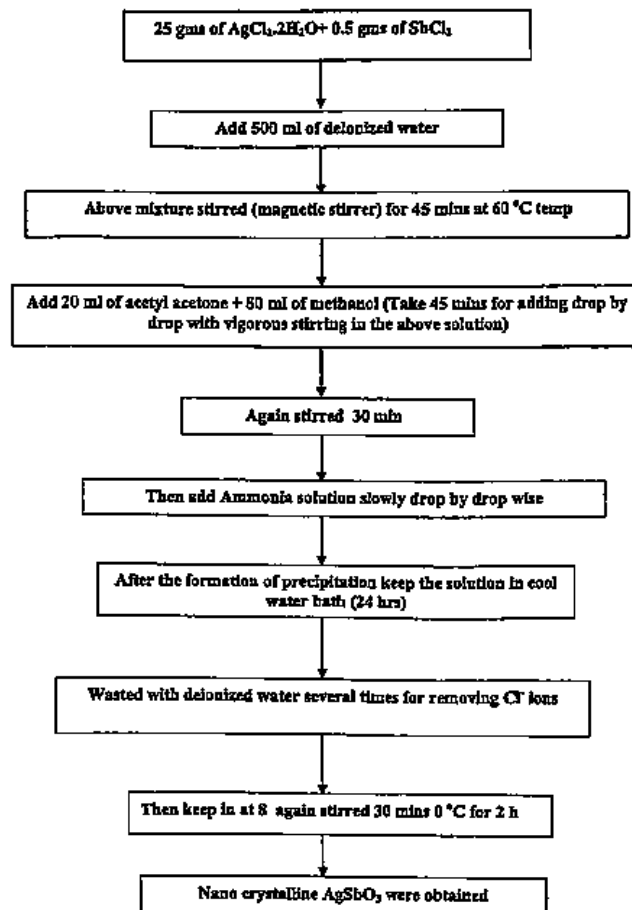 25 gms of AgCl₂.2H₂O+ 0.5 gms of SbCl₃
Add 500 ml of deionized water
Above mixture stirred (magnetic stirrer) for 45 mins at 60 °C temp
Add 20 ml of acetyl acetone + 80 ml of methanol (Take 45 mins for adding drop by
drop with vigorous stirring in the above solution)
Again stirred 30 min
Then add Ammonia solution slowly drop by drop wise
After the formation of precipitation keep the solution in cool
water bath (24 hrs)
Wasted with deionized water several times for removing Cl⁻ ions
Then keep in at 8 again stirred 30 mins 0 °C for 2 h
Nano crystalline AgSbO₃ were obtained